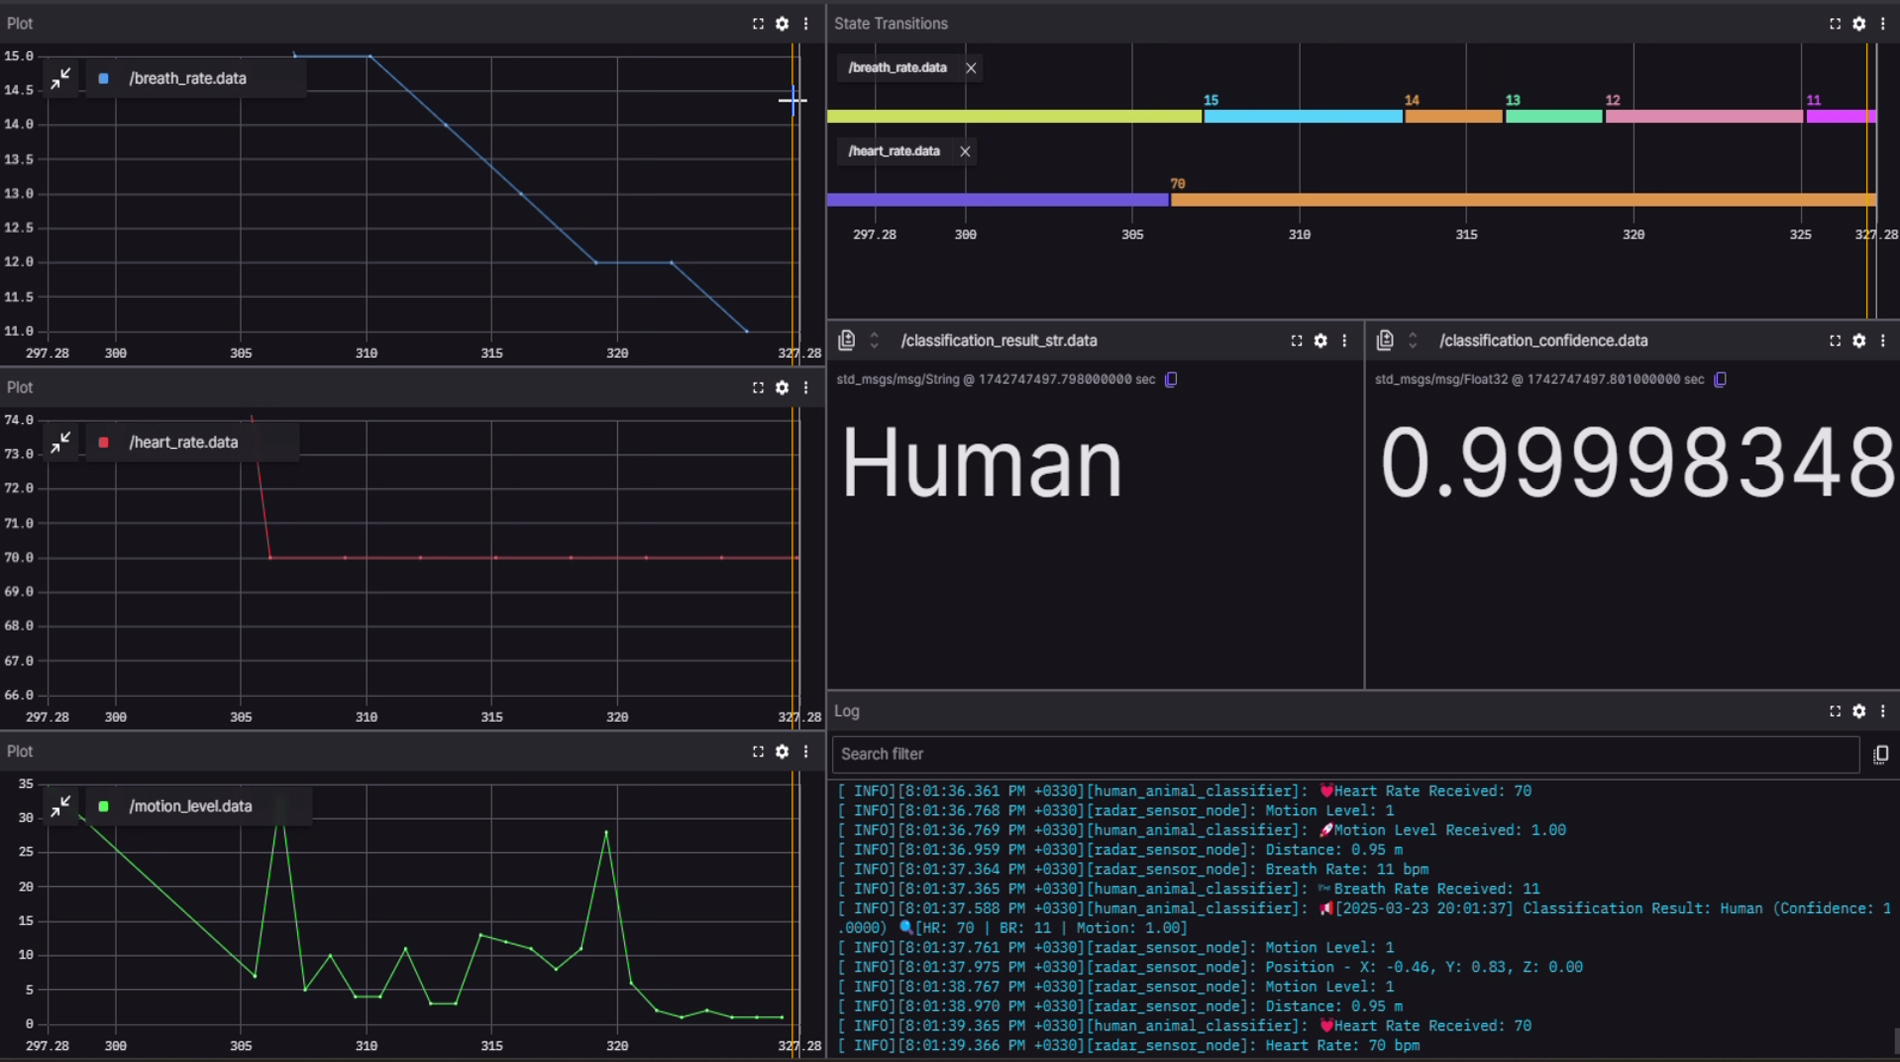 Plot
15.0
/breath_rate.data
14.5
14.0
13.5
13.0
12.5
12.0
11.5
11.0
297.28 300 305 310 315 320 327.28
Plot
74.0
/heart_rate.data
73.0
72.0
71.0
70.0
69.0
68.0
67.0
66.0
297.28 300 305 310 315 320 327.28
Plot
35
/motion_level.data
30
25
20
15
10
5
0
297.28 300 305 310 315 320 327.28
State Transitions
/breath_rate.data
15 14 13 12 11
/heart_rate.data
70
297.28 300 305 310 315 320 325 327.28
/classification_result_str.data
std_msgs/msg/String @ 1742747497.798000000 sec
Human
/classification_confidence.data
std_msgs/msg/Float32 @ 1742747497.801000000 sec
0.99998348
Log
Search filter
[ INFO][8:01:36.361 PM +0330][human_animal_classifier]: 💓Heart Rate Received: 70
[ INFO][8:01:36.768 PM +0330][radar_sensor_node]: Motion Level: 1
[ INFO][8:01:36.769 PM +0330][human_animal_classifier]: 🚀Motion Level Received: 1.00
[ INFO][8:01:36.959 PM +0330][radar_sensor_node]: Distance: 0.95 m
[ INFO][8:01:37.364 PM +0330][radar_sensor_node]: Breath Rate: 11 bpm
[ INFO][8:01:37.365 PM +0330][human_animal_classifier]: Breath Rate Received: 11
[ INFO][8:01:37.588 PM +0330][human_animal_classifier]: 📢[2025-03-23 20:01:37] Classification Result: Human (Confidence: 1
.0000) 🔍[HR: 70 | BR: 11 | Motion: 1.00]
[ INFO][8:01:37.761 PM +0330][radar_sensor_node]: Motion Level: 1
[ INFO][8:01:37.975 PM +0330][radar_sensor_node]: Position - X: -0.46, Y: 0.83, Z: 0.00
[ INFO][8:01:38.767 PM +0330][radar_sensor_node]: Motion Level: 1
[ INFO][8:01:38.970 PM +0330][radar_sensor_node]: Distance: 0.95 m
[ INFO][8:01:39.365 PM +0330][human_animal_classifier]: 💓Heart Rate Received: 70
[ INFO][8:01:39.366 PM +0330][radar_sensor_node]: Heart Rate: 70 bpm